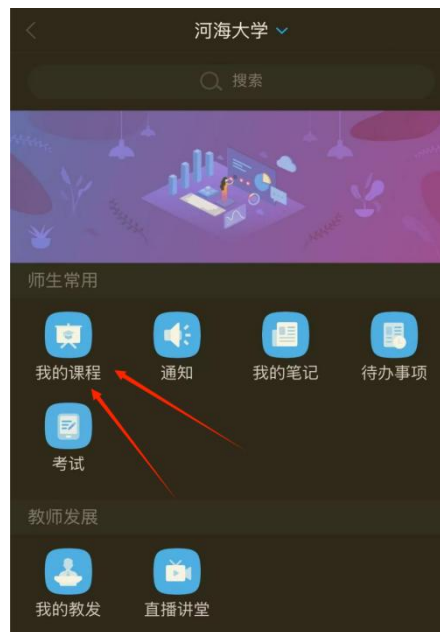 河海大学
搜索
师生常用
我的课程 通知 我的笔记 待办事项
考试
教师发展
我的教发 直播讲堂